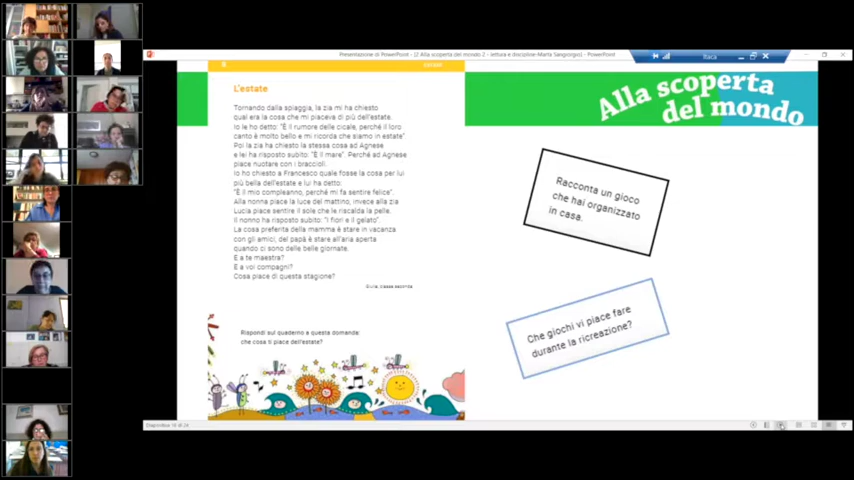 Presentazione di PowerPoint - [2 Alla scoperta del mondo 2 - lettura e discipline-Marta Sangiorgio] - PowerPoint
Itaca
6
L'estate
Tornando dalla spiaggia, la zia mi ha chiesto
qual era la cosa che mi piaceva di più dell'estate.
Io le ho detto: "È il rumore delle cicale, perché il loro
canto è molto bello e mi ricorda che siamo in estate"
Poi la zia ha chiesto la stessa cosa ad Agnese
e lei ha risposto subito: "È il mare". Perché ad Agnese
piace nuotare con i braccioli.
Io ho chiesto a Francesco quale fosse la cosa per lui
più bella dell'estate e lui ha detto:
"È il mio compleanno, perché mi fa sentire felice".
Alla nonna piace la luce del mattino, invece alla zia
Lucia piace sentire il sole che le riscalda la pelle.
Il nonno ha risposto subito: "I fiori e il gelato".
La cosa preferita della mamma è stare in vacanza
con gli amici, del papà è stare all'aria aperta
quando ci sono delle belle giornate.
E a te maestra?
E a voi compagni?
Cosa piace di questa stagione?
Giulia, classe seconda
Rispondi sul quaderno a questa domanda:
che cosa ti piace dell'estate?
Alla scoperta
del mondo
Racconta un gioco
che hai organizzato
in casa.
Che giochi vi piace fare
durante la ricreazione?